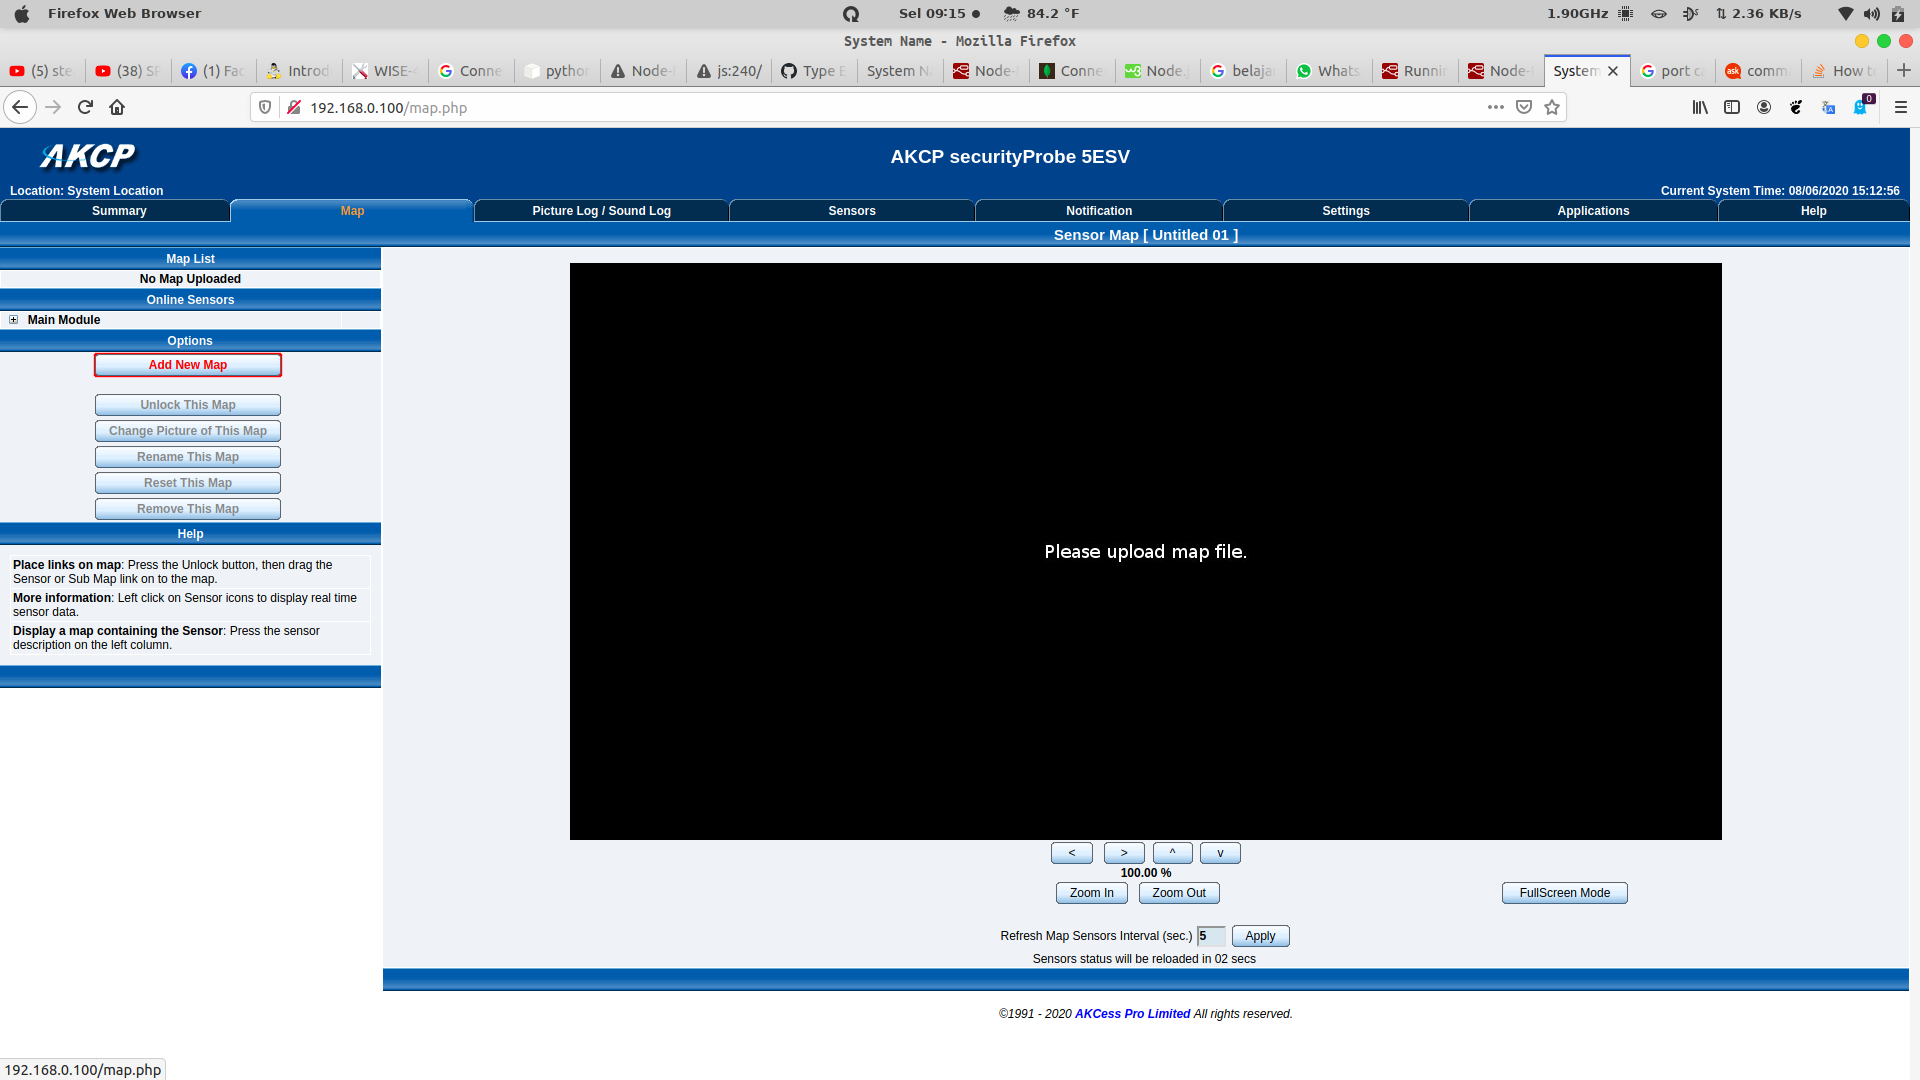 Firefox Web Browser
Sel 09:15
84.2 °F
1.90GHz
2.36 KB/s
System Name - Mozilla Firefox
(5) ste
(38) SP
(1) Fac
Introd
WISE-4
Conne
python
Node-
js:240/
Type E
System N
Node-
Conne
Node.
belajar
Whats
Runnin
Node-
System
port c
comm
How t
192.168.0.100/map.php
0
AKCP
AKCP securityProbe 5ESV
Location: System Location
Current System Time: 08/06/2020 15:12:56
Summary
Map
Picture Log / Sound Log
Sensors
Notification
Settings
Applications
Help
Sensor Map [ Untitled 01 ]
Map List
No Map Uploaded
Online Sensors
Main Module
Options
Add New Map
Unlock This Map
Change Picture of This Map
Rename This Map
Reset This Map
Remove This Map
Help
Place links on map: Press the Unlock button, then drag the
Sensor or Sub Map link on to the map.
More information: Left click on Sensor icons to display real time
sensor data.
Display a map containing the Sensor: Press the sensor
description on the left column.
Please upload map file.
< > ^ v
100.00 %
Zoom In
Zoom Out
FullScreen Mode
Refresh Map Sensors Interval (sec.) 5 Apply
Sensors status will be reloaded in 02 secs
©1991 - 2020 AKCess Pro Limited All rights reserved.
192.168.0.100/map.php